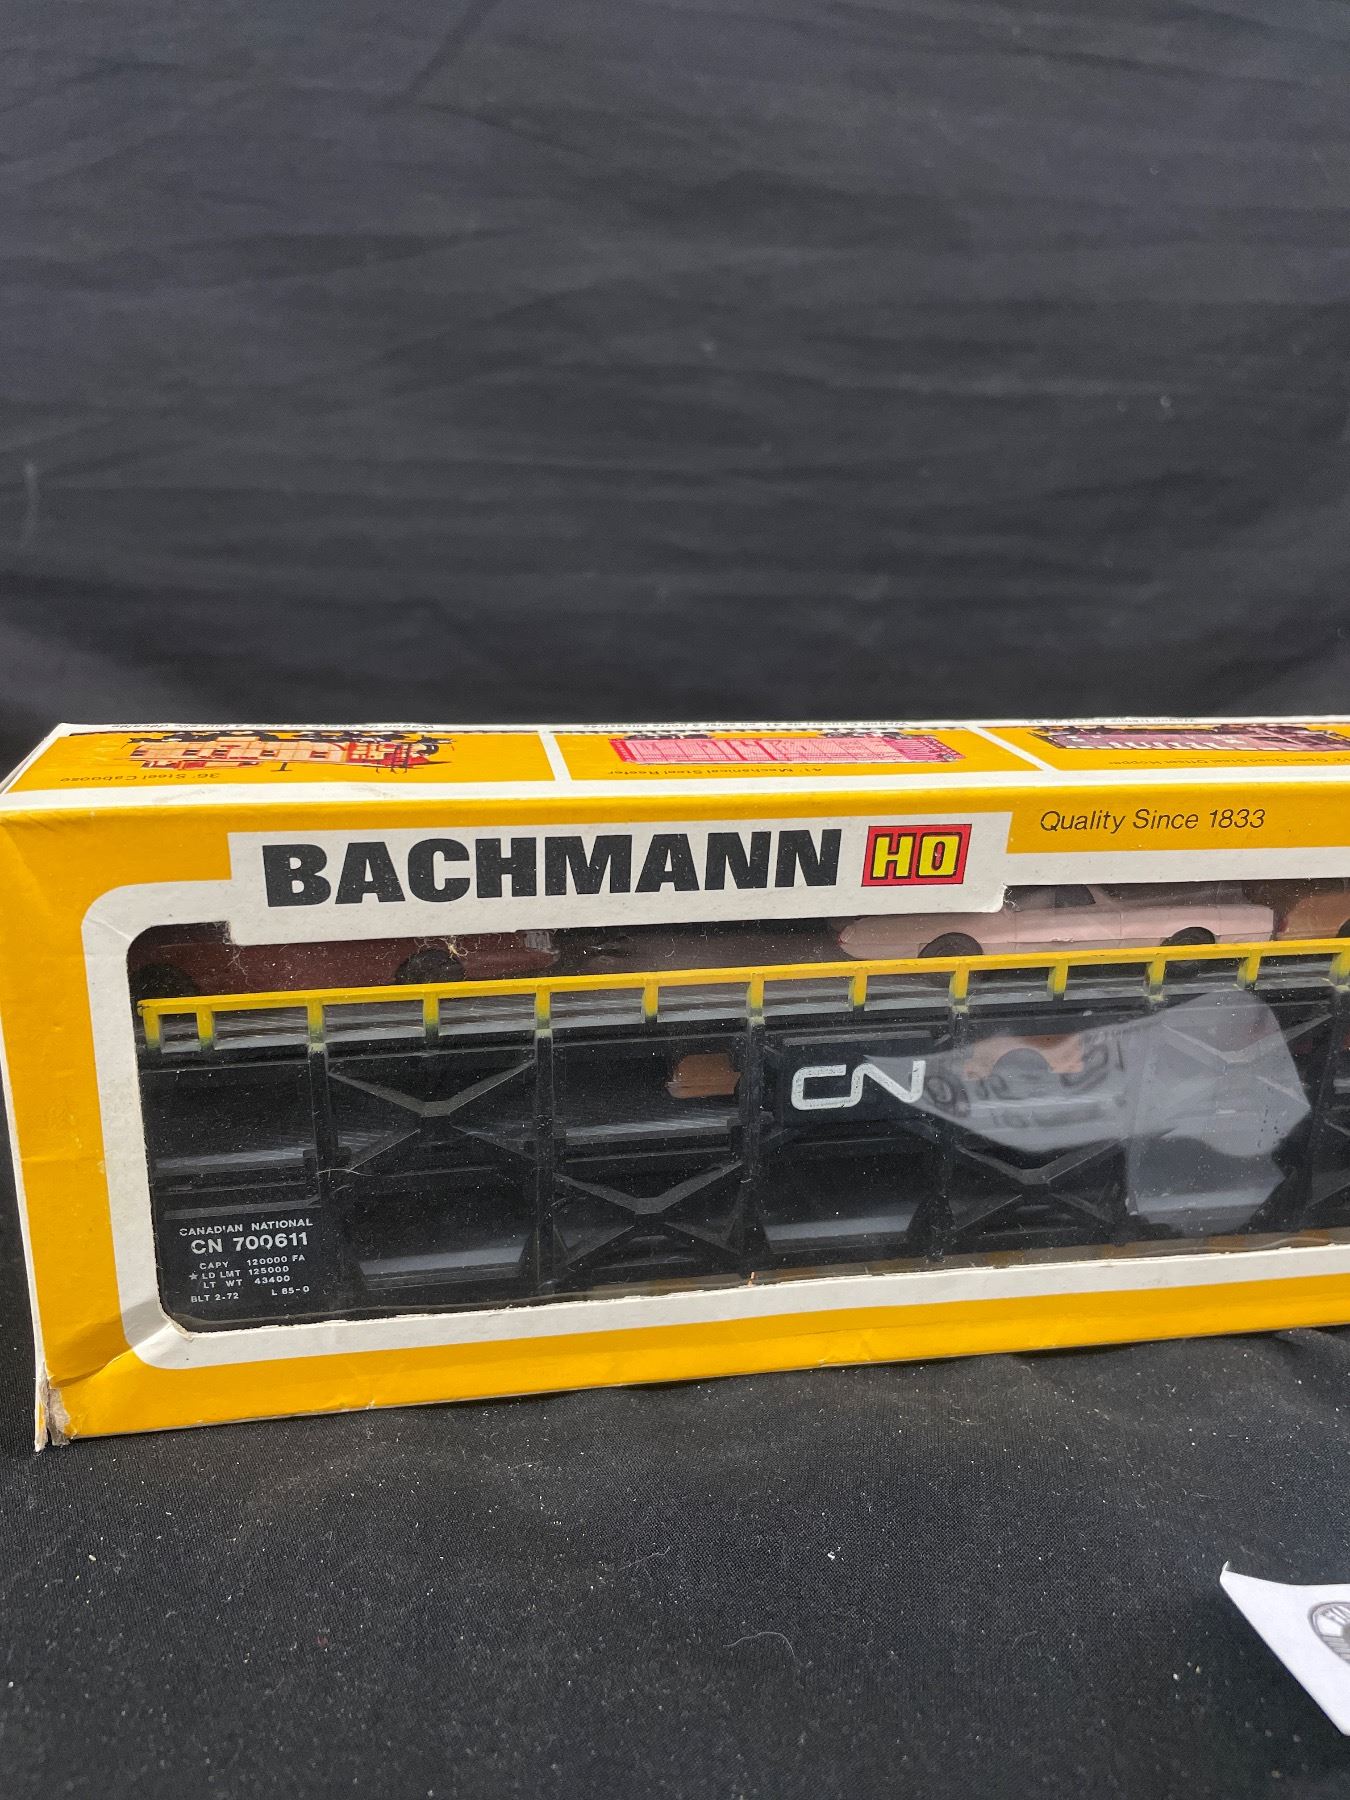 36' Steel Caboose
41' Mechanical Steel Reefer
BACHMANN HO
Quality Since 1833
CN
CANADIAN NATIONAL
CN 700611
CAPY 120000 FA
★ LD LMT 125000
LT WT 43400
BLT 2-72 L 85-0